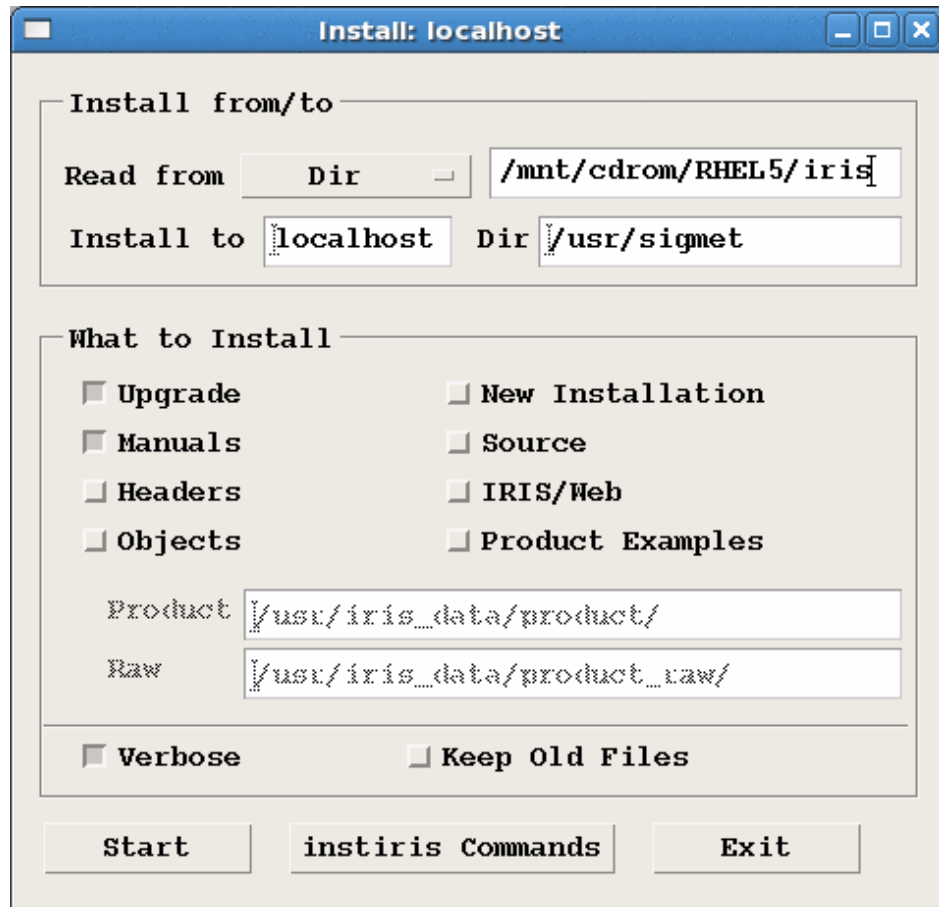 Install: localhost
Install from/to
Read from Dir /mnt/cdrom/RHEL5/iris
Install to localhost Dir /usr/sigmet
What to Install
Upgrade New Installation
Manuals Source
Headers IRIS/Web
Objects Product Examples
Product /usr/iris_data/product/
Raw /usr/iris_data/product_raw/
Verbose Keep Old Files
Start instiris Commands Exit